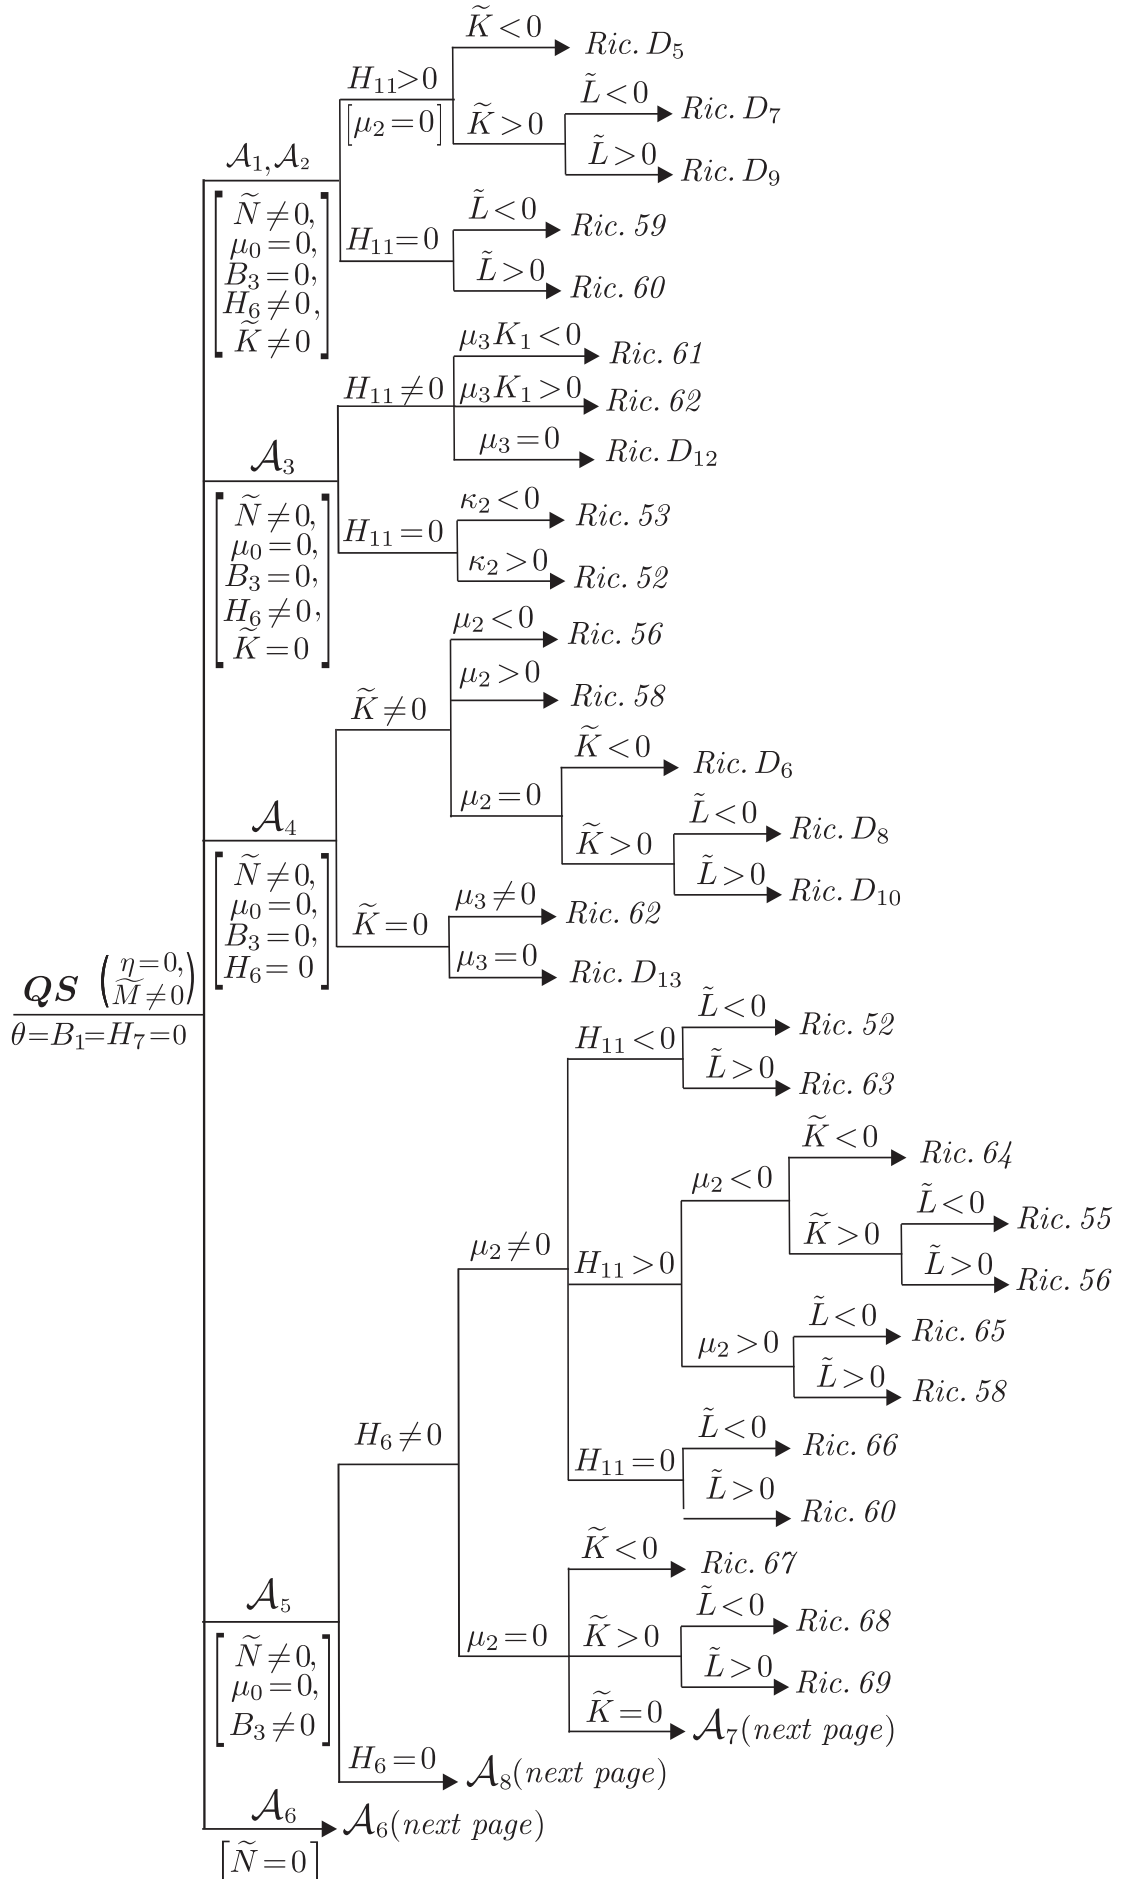 K̃<0
Ric. D₅
H₁₁>0
[μ₂=0]
L̃<0
Ric. D₇
K̃>0
L̃>0
Ric. D₉
𝒜₁,𝒜₂
Ñ≠0,
μ₀=0,
B₃=0,
H₆≠0,
K̃≠0
L̃<0
Ric. 59
H₁₁=0
L̃>0
Ric. 60
μ₃K₁<0
Ric. 61
H₁₁≠0
μ₃K₁>0
Ric. 62
μ₃=0
Ric. D₁₂
𝒜₃
Ñ≠0,
μ₀=0,
B₃=0,
H₆≠0,
K̃=0
κ₂<0
Ric. 53
H₁₁=0
κ₂>0
Ric. 52
μ₂<0
Ric. 56
K̃≠0
μ₂>0
Ric. 58
K̃<0
Ric. D₆
μ₂=0
L̃<0
Ric. D₈
K̃>0
L̃>0
Ric. D₁₀
𝒜₄
Ñ≠0,
μ₀=0,
B₃=0,
H₆=0
μ₃≠0
Ric. 62
K̃=0
μ₃=0
Ric. D₁₃
QS (η=0, M̃≠0)
θ=B₁=H₇=0
L̃<0
Ric. 52
H₁₁<0
L̃>0
Ric. 63
K̃<0
Ric. 64
μ₂<0
L̃<0
Ric. 55
K̃>0
L̃>0
Ric. 56
μ₂≠0
H₁₁>0
L̃<0
Ric. 65
μ₂>0
L̃>0
Ric. 58
H₆≠0
L̃<0
Ric. 66
H₁₁=0
L̃>0
Ric. 60
K̃<0
Ric. 67
μ₂=0
K̃>0
L̃<0
Ric. 68
L̃>0
Ric. 69
K̃=0
𝒜₇(next page)
𝒜₅
Ñ≠0,
μ₀=0,
B₃≠0
H₆=0
𝒜₈(next page)
𝒜₆
[Ñ=0]
𝒜₆(next page)